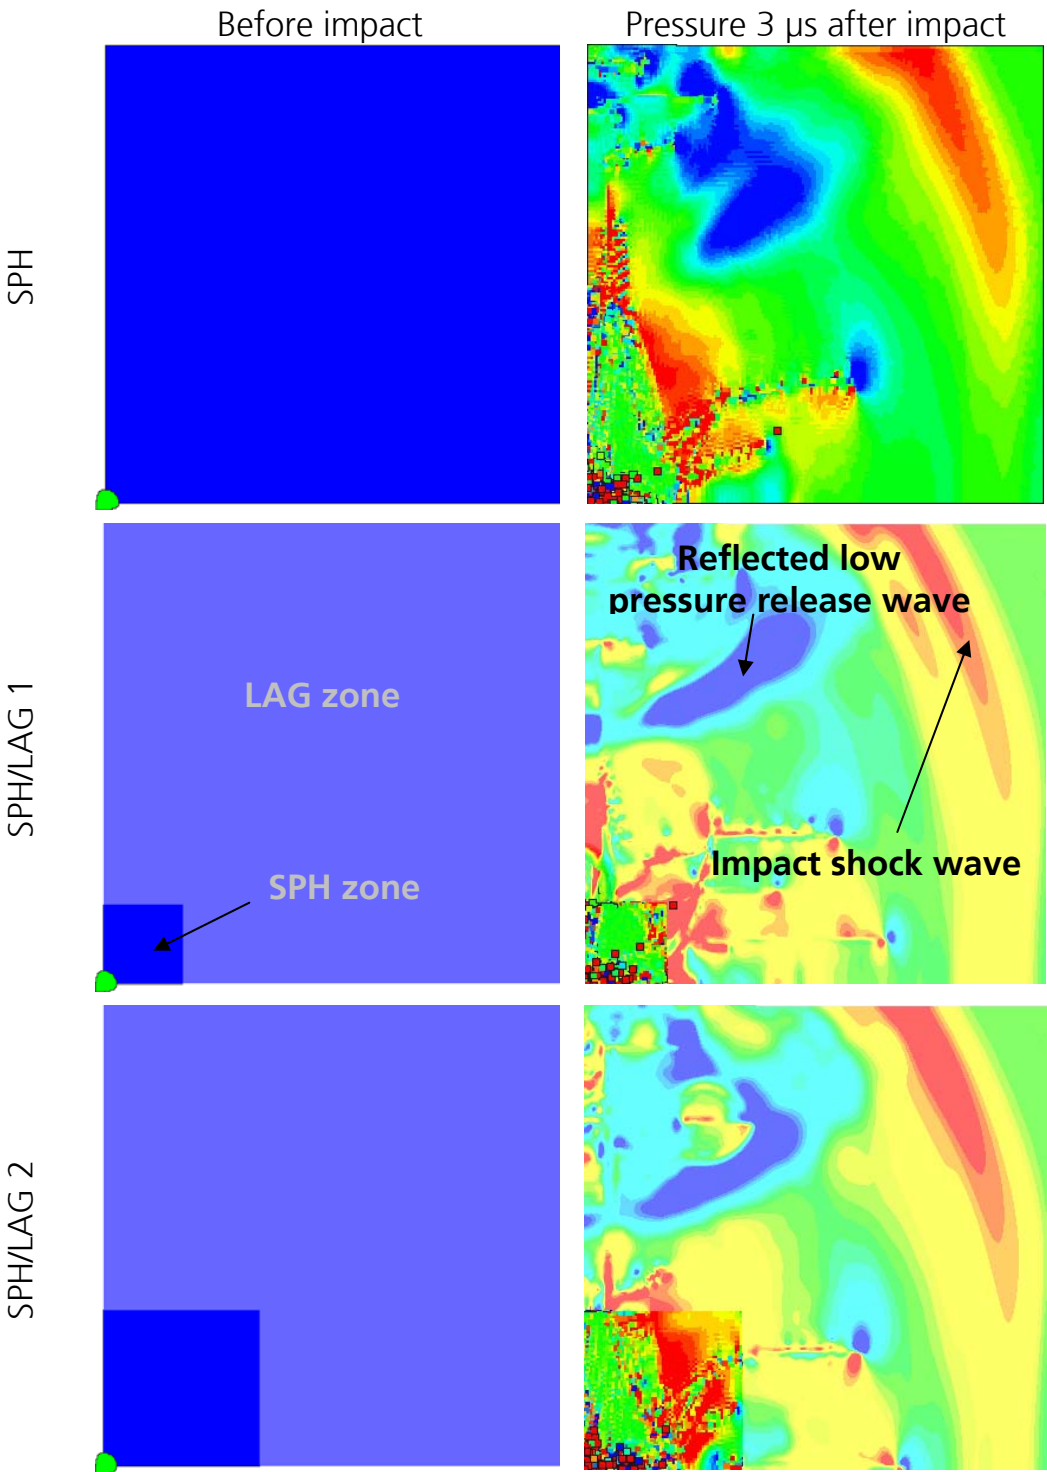 Before impact
Pressure 3 µs after impact
SPH
SPH/LAG 1
LAG zone
SPH zone
Reflected low
pressure release wave
Impact shock wave
SPH/LAG 2